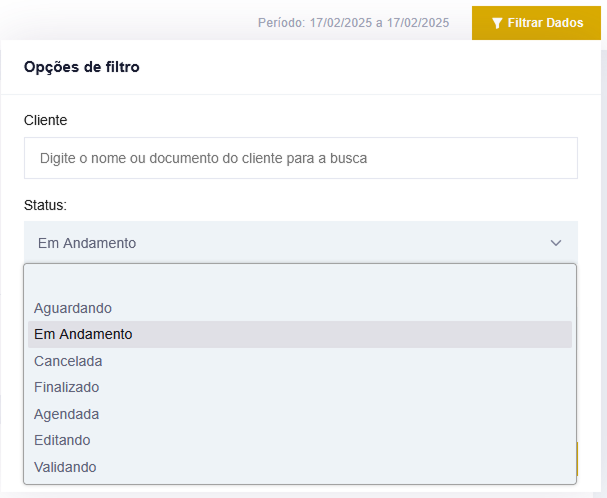 Período: 17/02/2025 a 17/02/2025
Filtrar Dados
Opções de filtro
Cliente
Digite o nome ou documento do cliente para a busca
Status:
Em Andamento
Aguardando
Em Andamento
Cancelada
Finalizado
Agendada
Editando
Validando